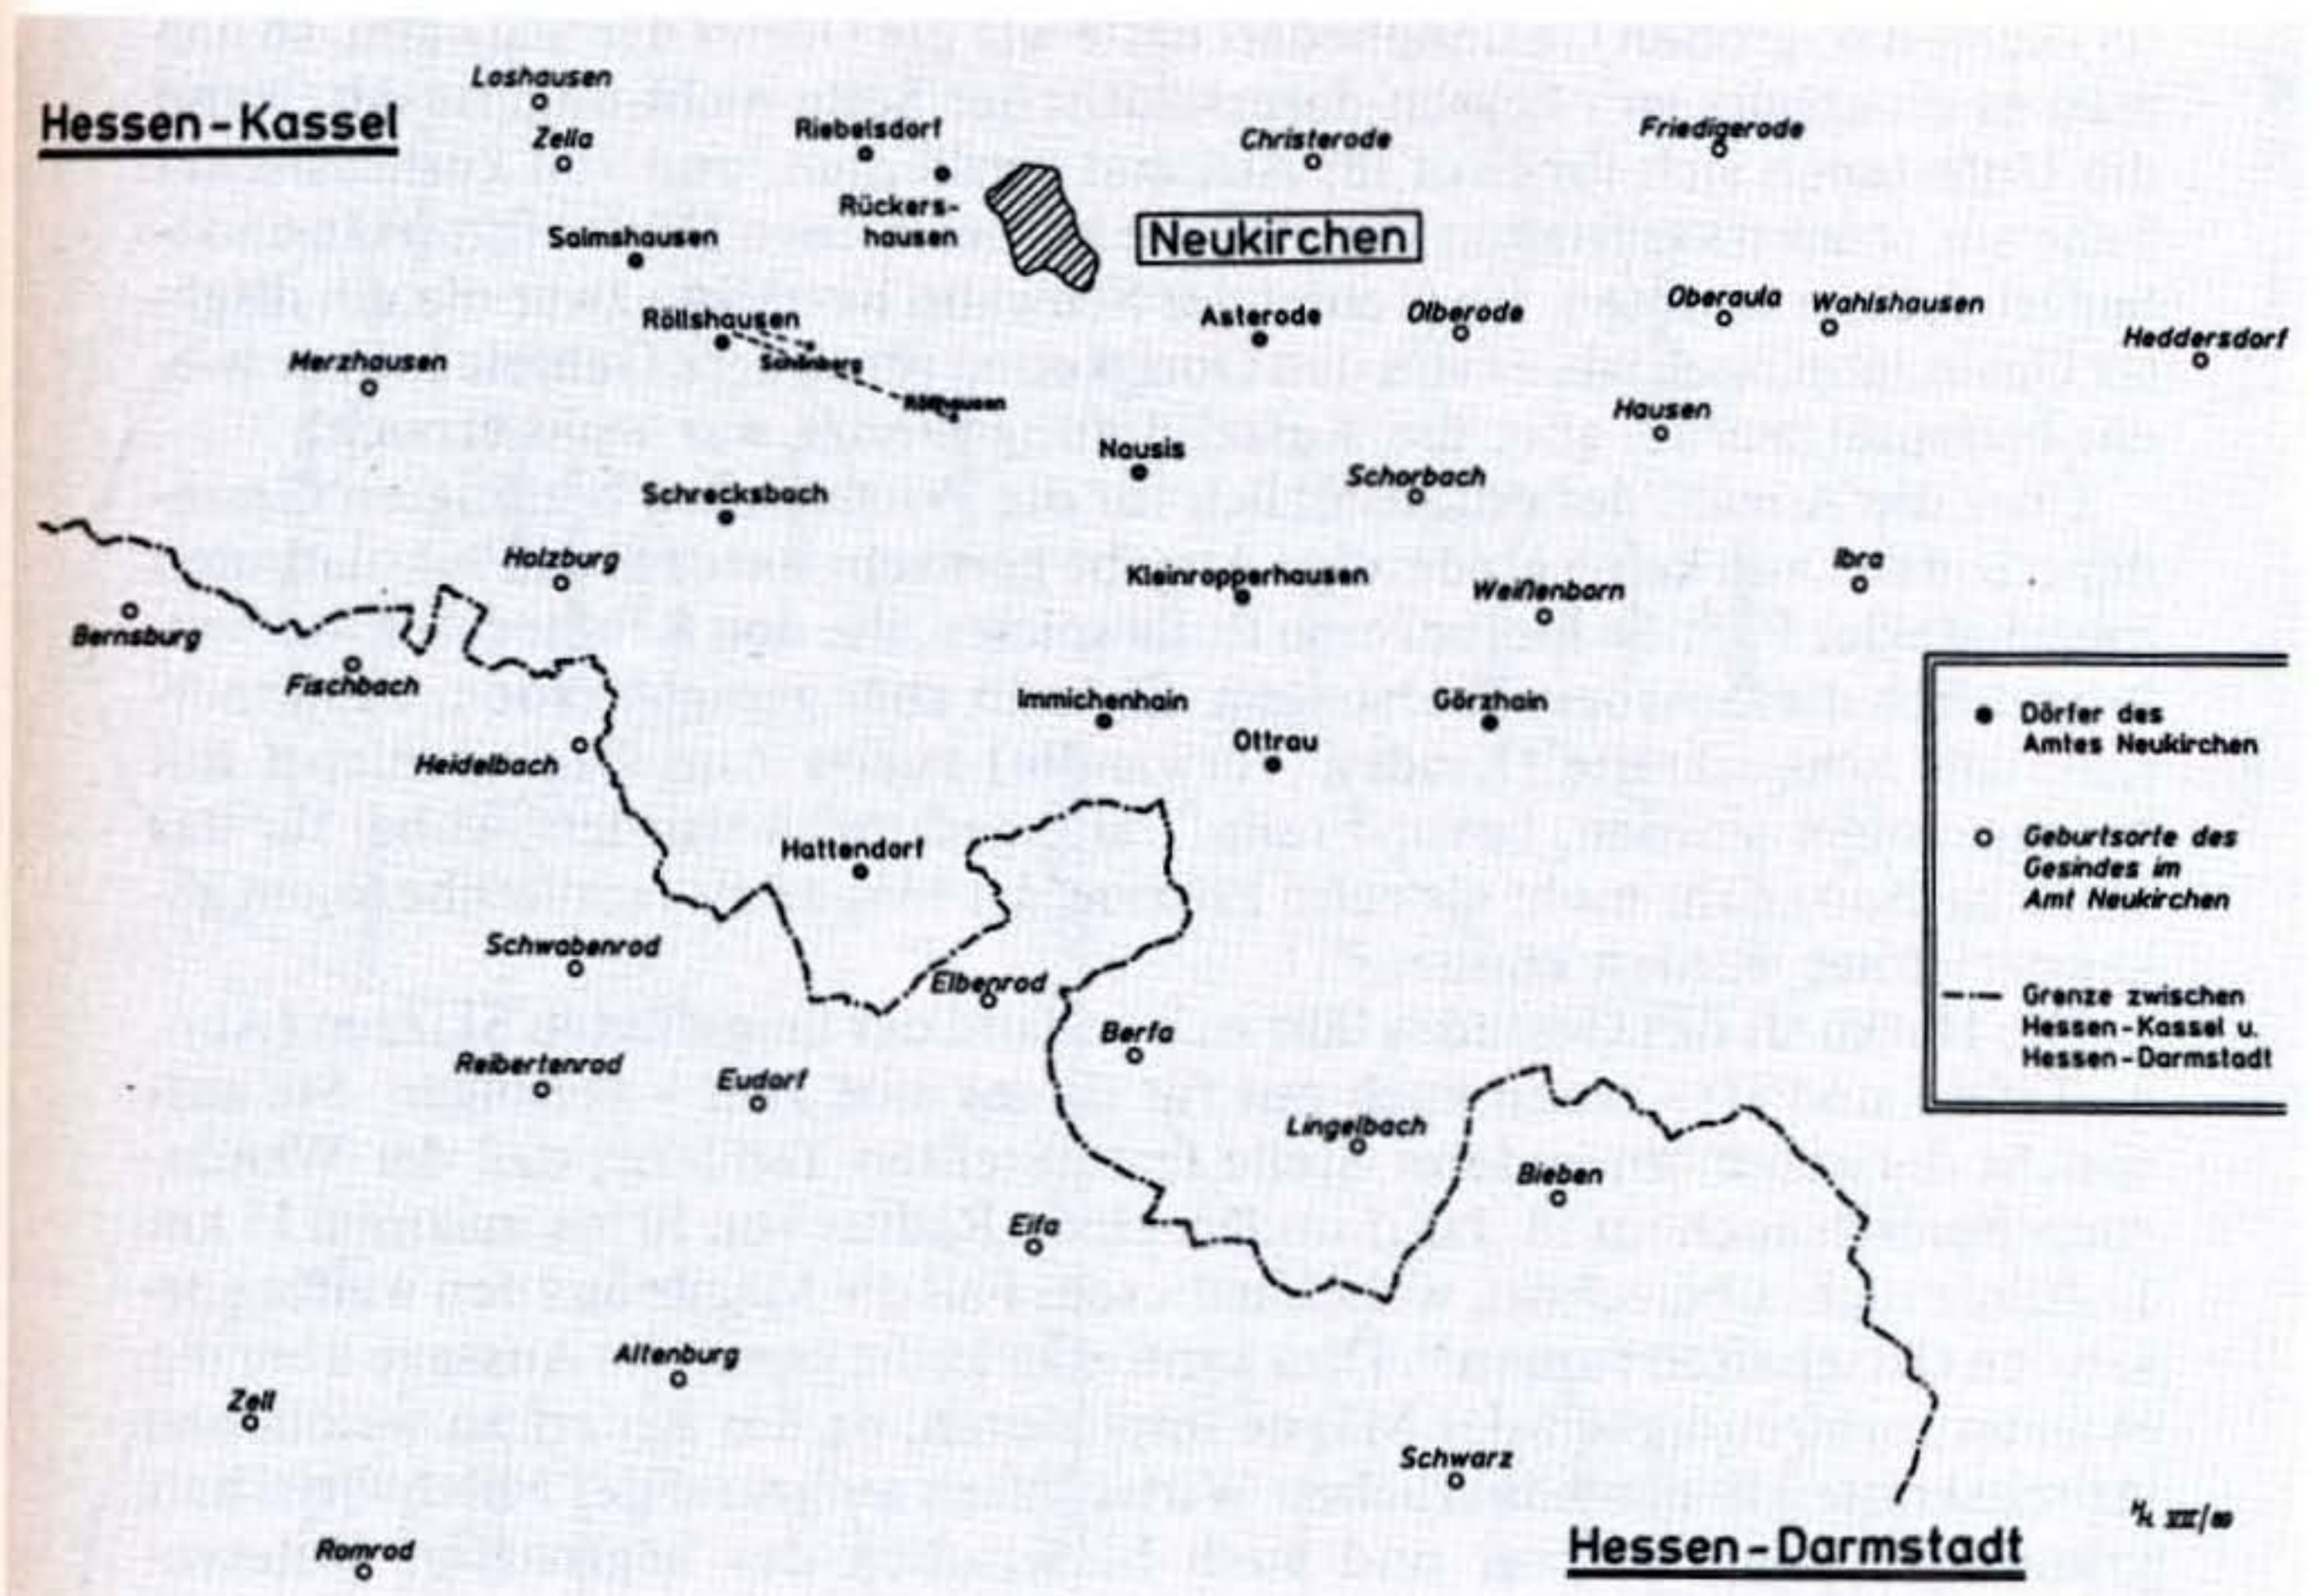 Loshausen
Hessen-Kassel
Zella
Riebelsdorf
Christerode
Friedigerode
Rückers-
hausen
Salmshausen
Neukirchen
Röllshausen
Asterode
Olberode
Oberaula
Wahlshausen
Heddersdorf
Merzhausen
Schönberg
Hausen
Nausis
Schorbach
Schrecksbach
Holzburg
Kleinropperhausen
Weißenborn
Ibra
Bernsburg
Fischbach
Immichenhain
Görzhain
Ottrau
Heidelbach
Hattendorf
Schwabenrod
Elbenrod
Berfa
Reibertenrod
Eudorf
Lingelbach
Bieben
Eifa
Altenburg
Zell
Schwarz
Romrod
Hessen-Darmstadt
Dörfer des
Amtes Neukirchen
Geburtsorte des
Gesindes im
Amt Neukirchen
Grenze zwischen
Hessen-Kassel u.
Hessen-Darmstadt